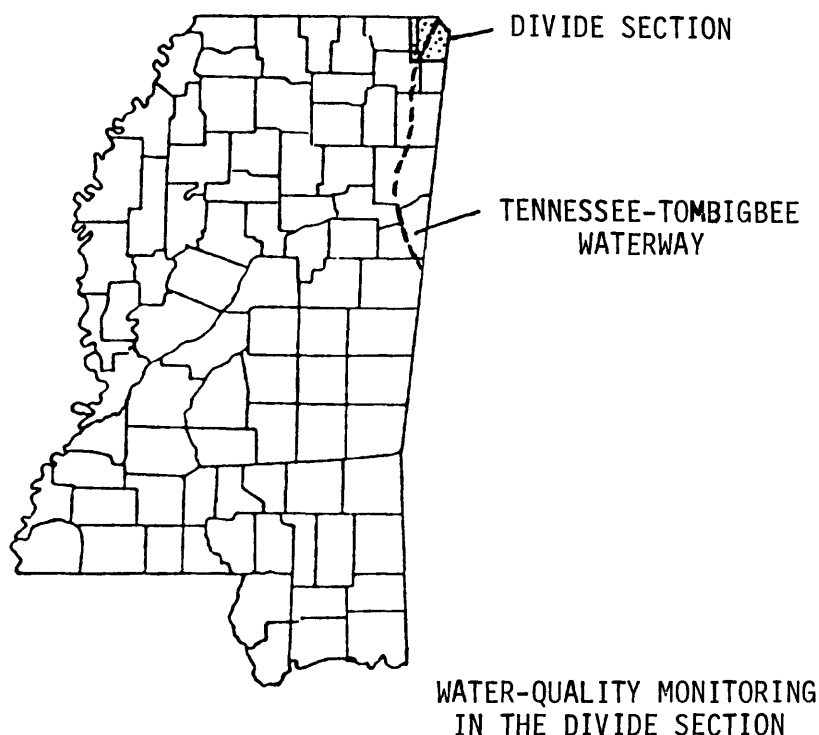 DIVIDE SECTION
TENNESSEE-TOMBIGBEE
WATERWAY
WATER-QUALITY MONITORING
IN THE DIVIDE SECTION